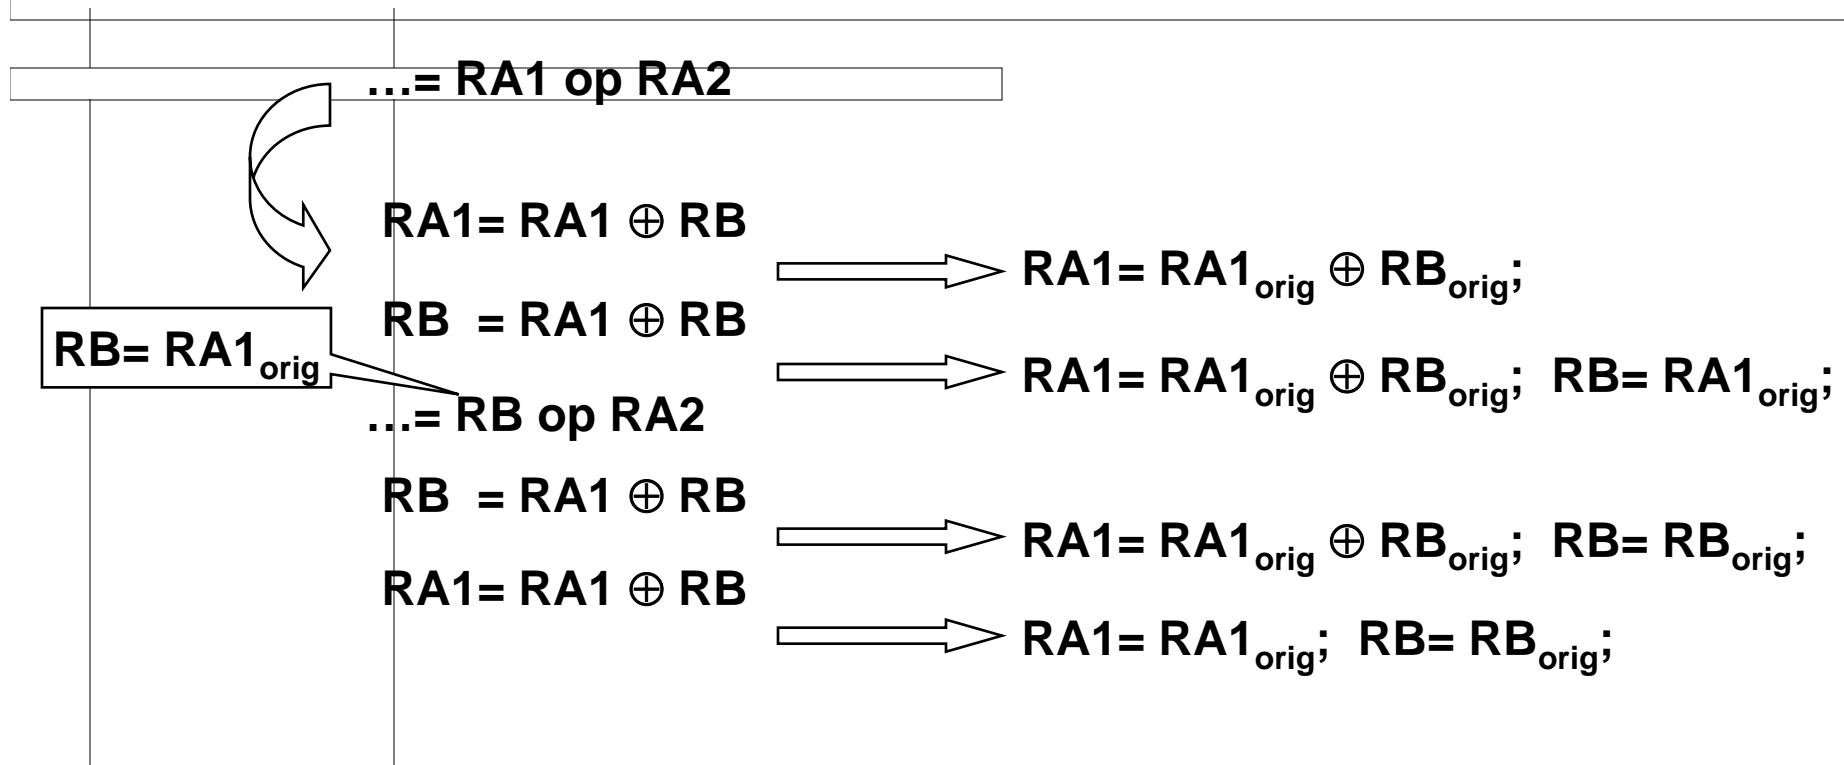 …= RA1 op RA2
RA1= RA1 ⊕ RB
RA1= RA1orig ⊕ RBorig;
RB = RA1 ⊕ RB
RB= RA1orig
RA1= RA1orig ⊕ RBorig; RB= RA1orig;
…= RB op RA2
RB = RA1 ⊕ RB
RA1= RA1orig ⊕ RBorig; RB= RBorig;
RA1= RA1 ⊕ RB
RA1= RA1orig; RB= RBorig;